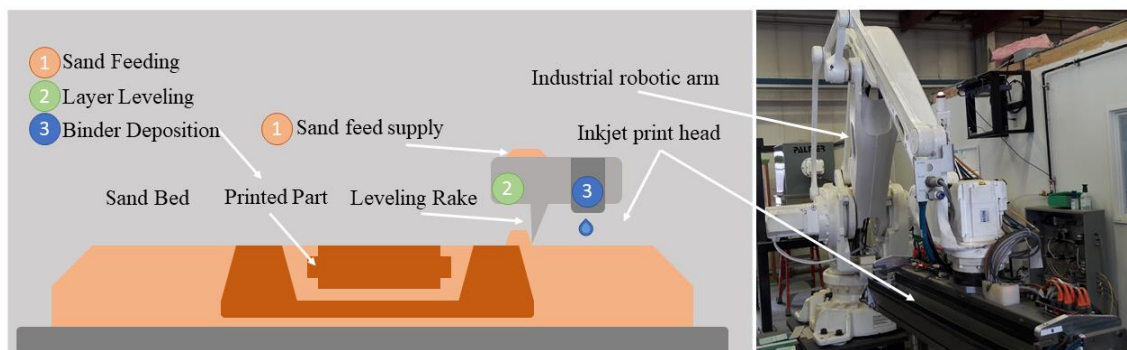 1 Sand Feeding
2 Layer Leveling
3 Binder Deposition
1 Sand feed supply
Industrial robotic arm
Inkjet print head
2
3
Sand Bed
Printed Part
Leveling Rake
PALMER